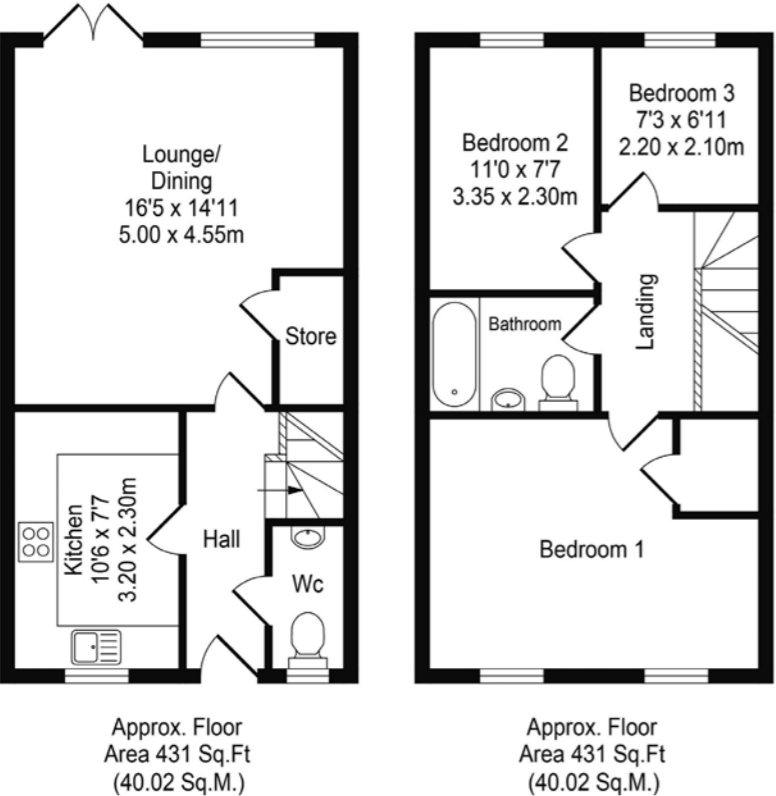 Lounge/
Dining
16'5 x 14'11
5.00 x 4.55m
Store
Kitchen
10'6 x 7'7
3.20 x 2.30m
Hall
Wc
Approx. Floor
Area 431 Sq.Ft
(40.02 Sq.M.)
Bedroom 2
11'0 x 7'7
3.35 x 2.30m
Bedroom 3
7'3 x 6'11
2.20 x 2.10m
Bathroom
Landing
Bedroom 1
Approx. Floor
Area 431 Sq.Ft
(40.02 Sq.M.)